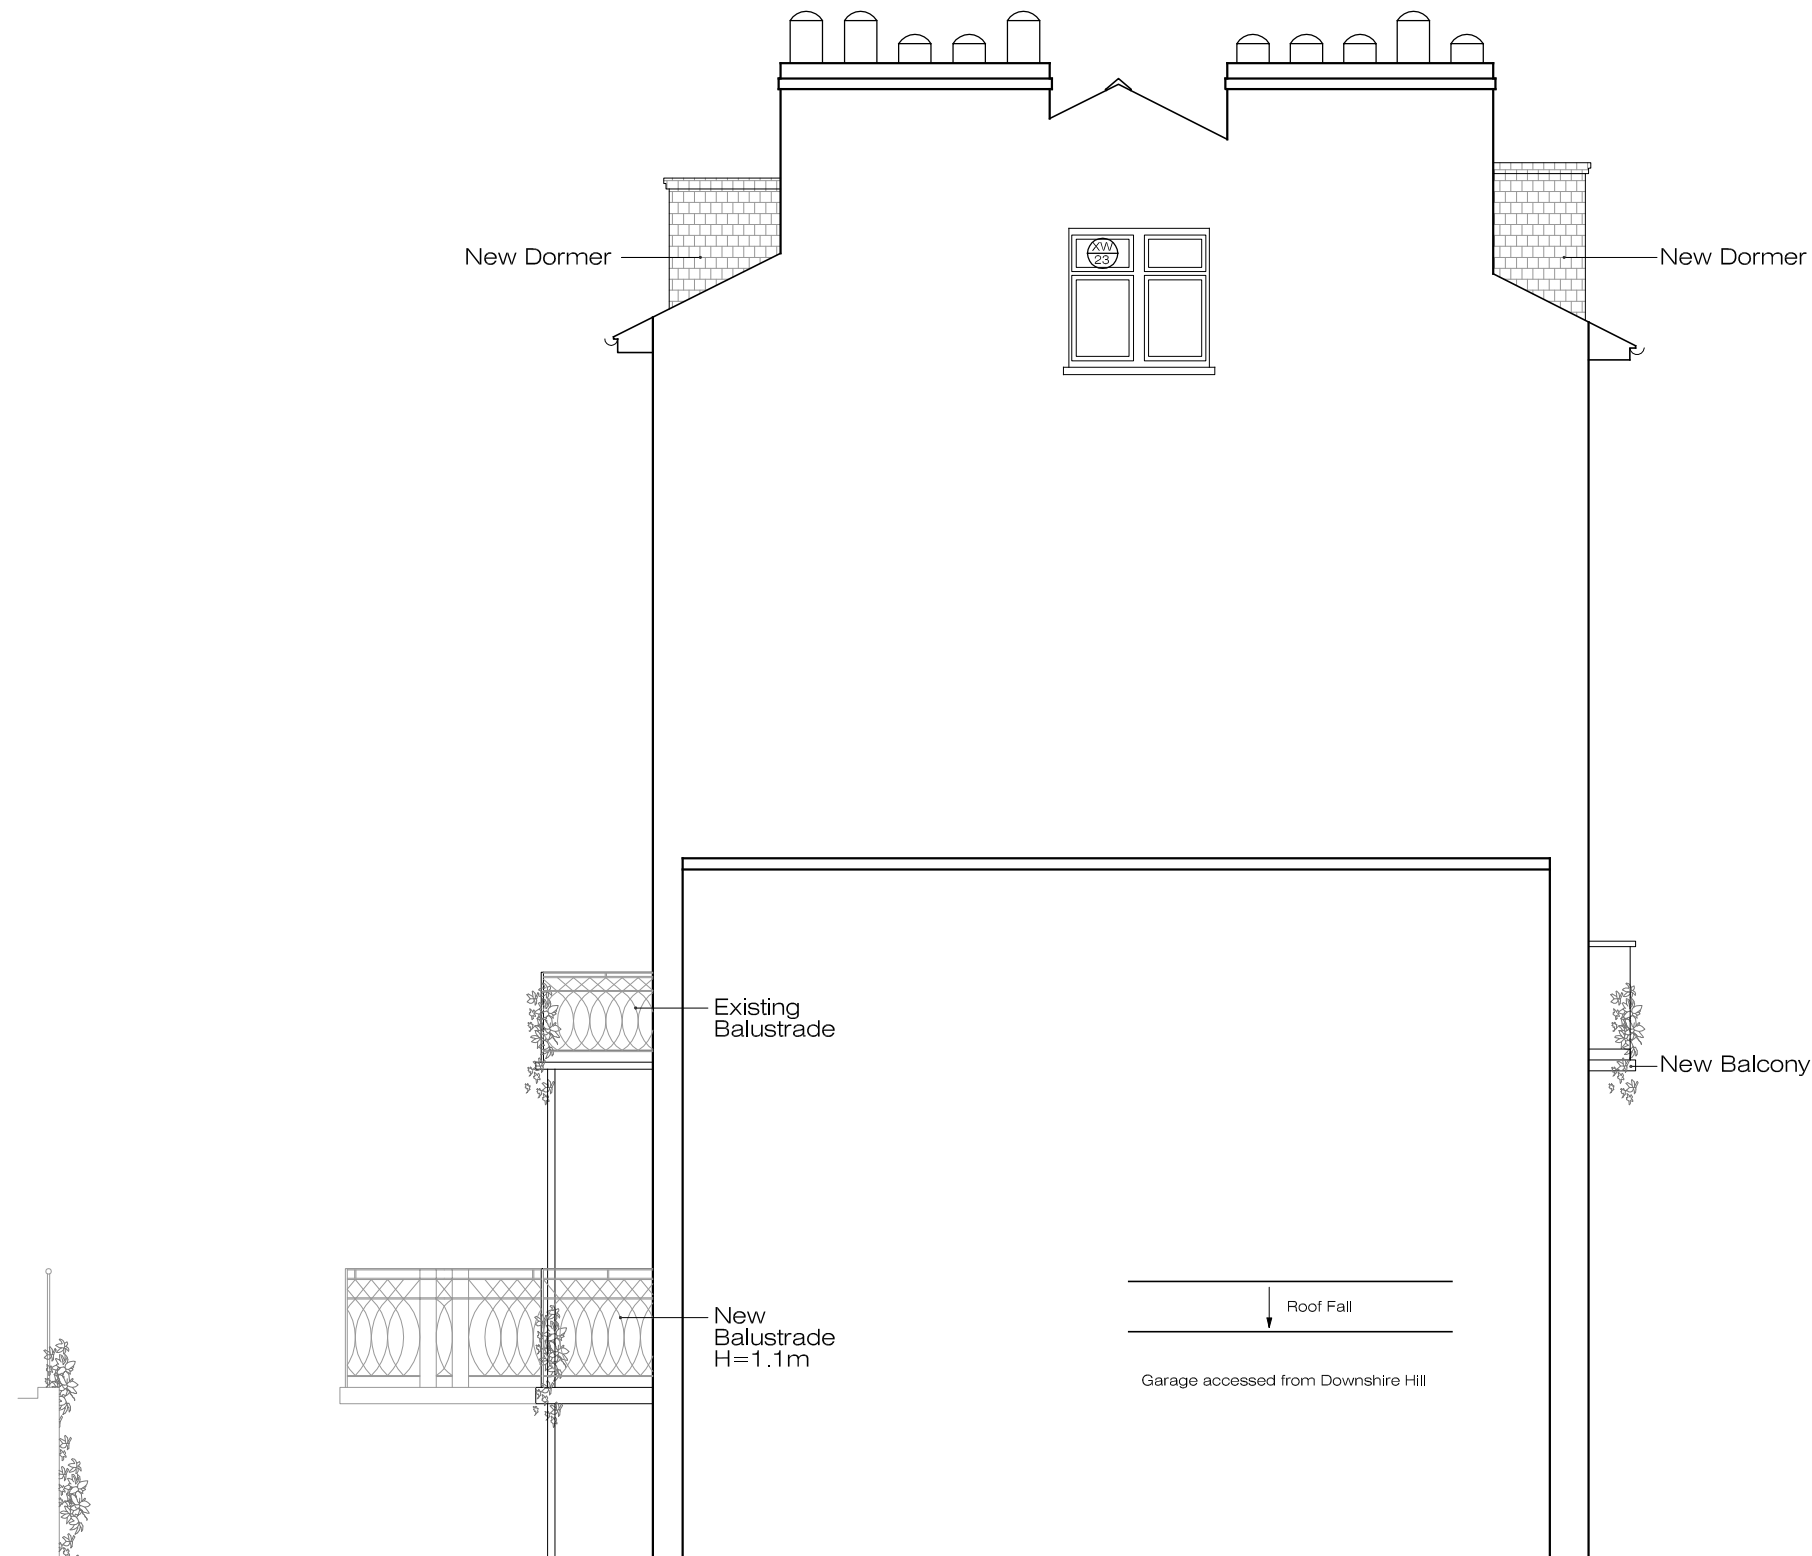 XW
23
New Dormer
New Dormer
Existing
Balustrade
New Balcony
New
Balustrade
H=1.1m
Roof Fall
Garage accessed from Downshire Hill